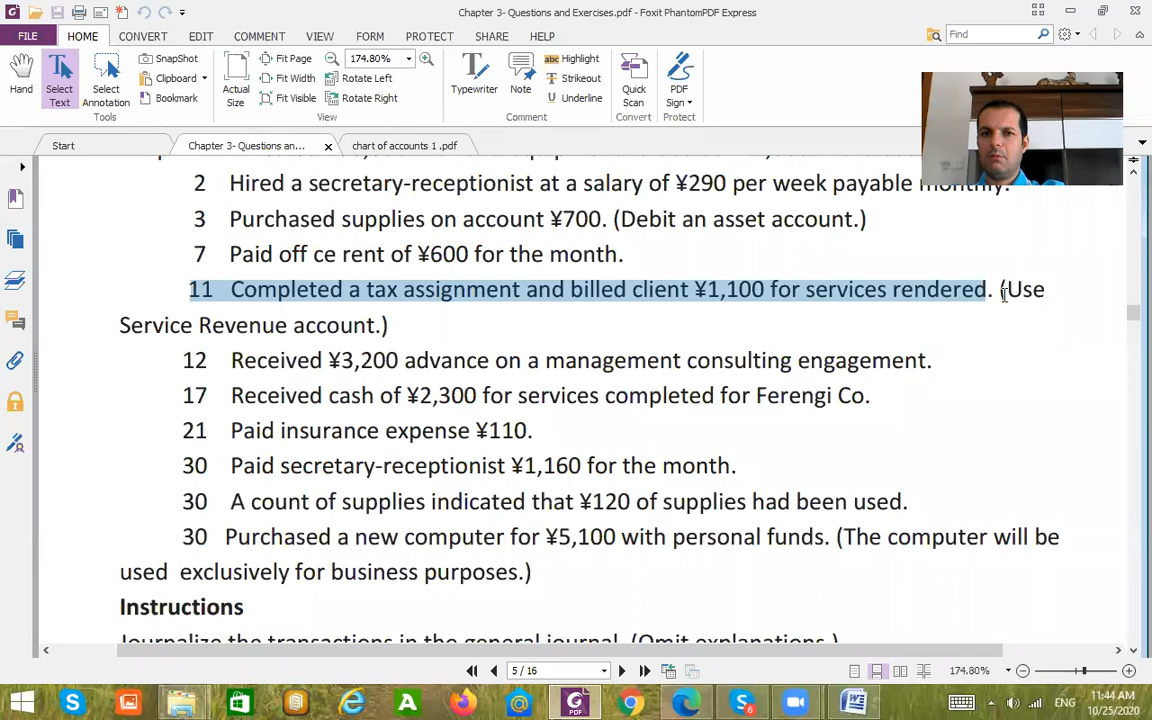 Chapter 3- Questions and Exercises.pdf - Foxit PhantomPDF Express
FILE HOME CONVERT EDIT COMMENT VIEW FORM PROTECT SHARE HELP Find
Hand
Select Text
SnapShot
Clipboard
Bookmark
Select Annotation
Tools
Actual Size
Fit Page
Fit Width
Fit Visible
174.80%
Rotate Left
Rotate Right
View
Typewriter
Note
Highlight
Strikeout
Underline
Comment
Quick Scan
Convert
PDF Sign
Protect
Start Chapter 3- Questions an... chart of accounts 1 .pdf
2 Hired a secretary-receptionist at a salary of ¥290 per week payable monthly.
3 Purchased supplies on account ¥700. (Debit an asset account.)
7 Paid off ce rent of ¥600 for the month.
11 Completed a tax assignment and billed client ¥1,100 for services rendered. (Use
Service Revenue account.)
12 Received ¥3,200 advance on a management consulting engagement.
17 Received cash of ¥2,300 for services completed for Ferengi Co.
21 Paid insurance expense ¥110.
30 Paid secretary-receptionist ¥1,160 for the month.
30 A count of supplies indicated that ¥120 of supplies had been used.
30 Purchased a new computer for ¥5,100 with personal funds. (The computer will be
used exclusively for business purposes.)
Instructions
Journalize the transactions in the general journal. (Omit explanations.)
5 / 16 174.80%
ENG
11:44 AM
10/25/2020